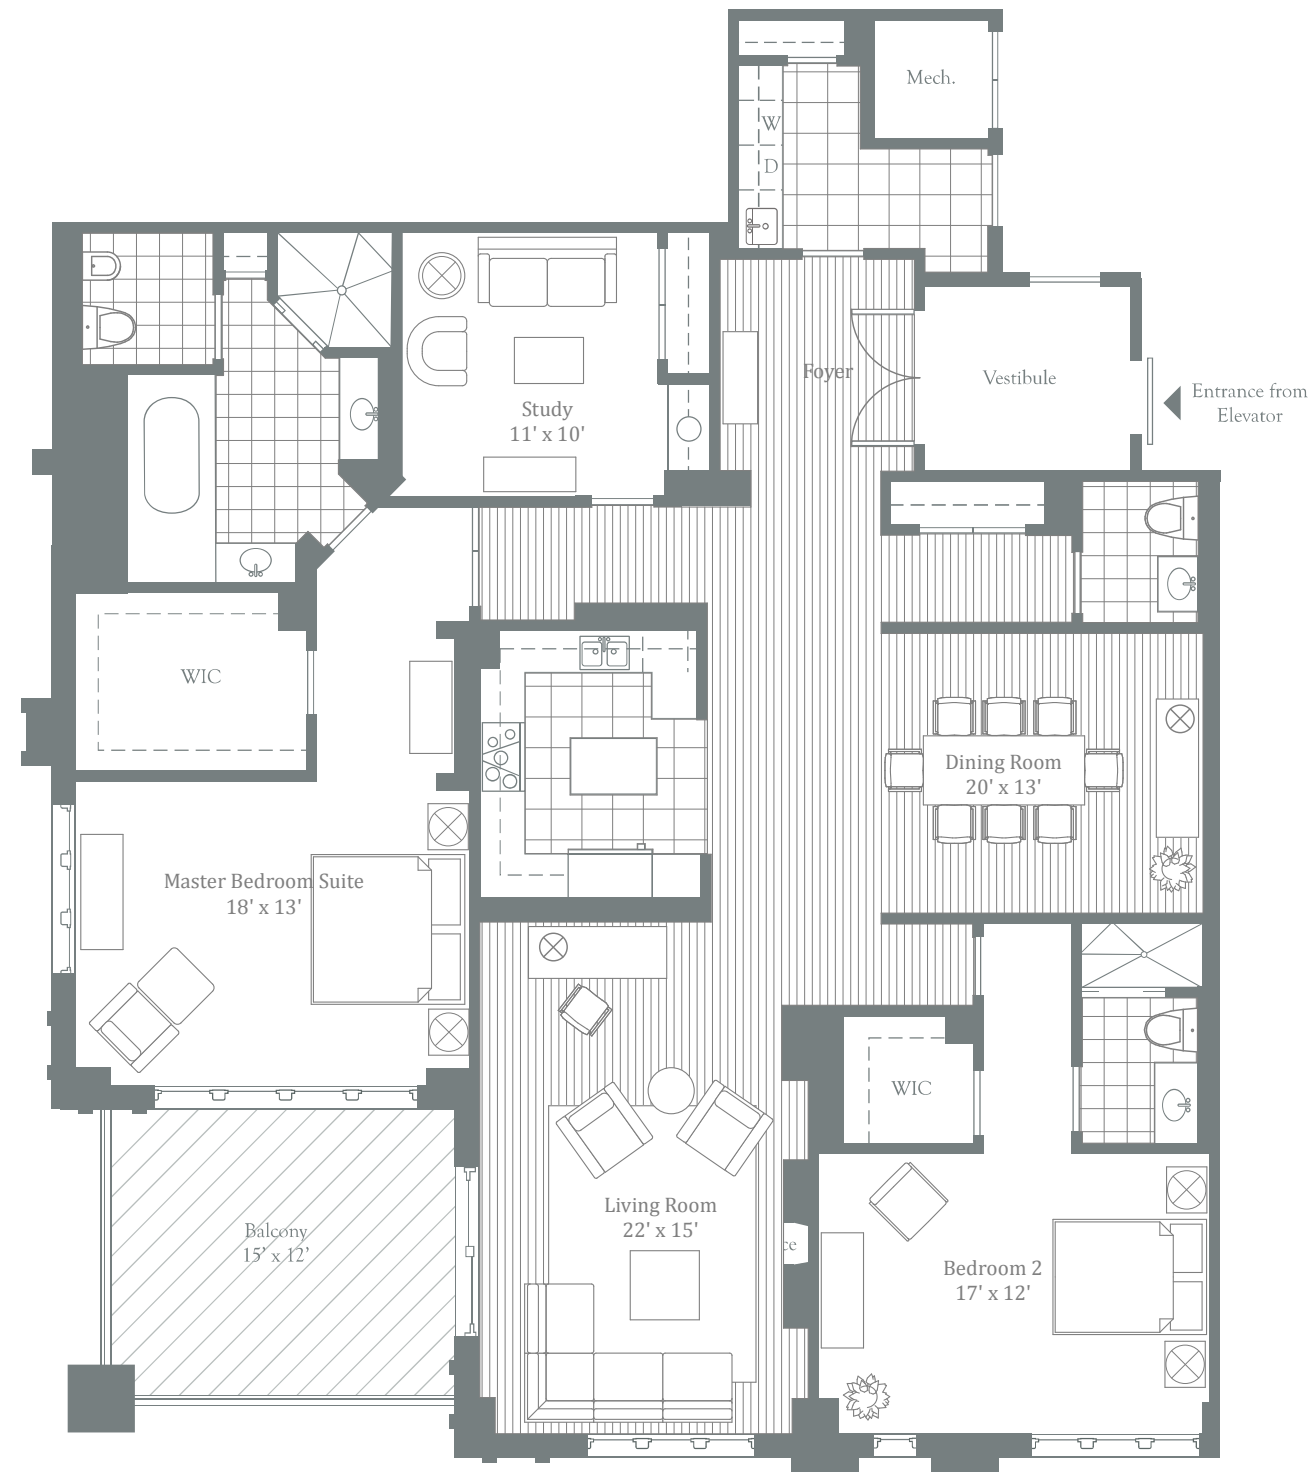 Mech.
W
D
Foyer
Vestibule
Entrance from
Elevator
Study
11' x 10'
WIC
Dining Room
20' x 13'
Master Bedroom Suite
18' x 13'
WIC
Living Room
22' x 15'
Balcony
15' x 12'
ce
Bedroom 2
17' x 12'